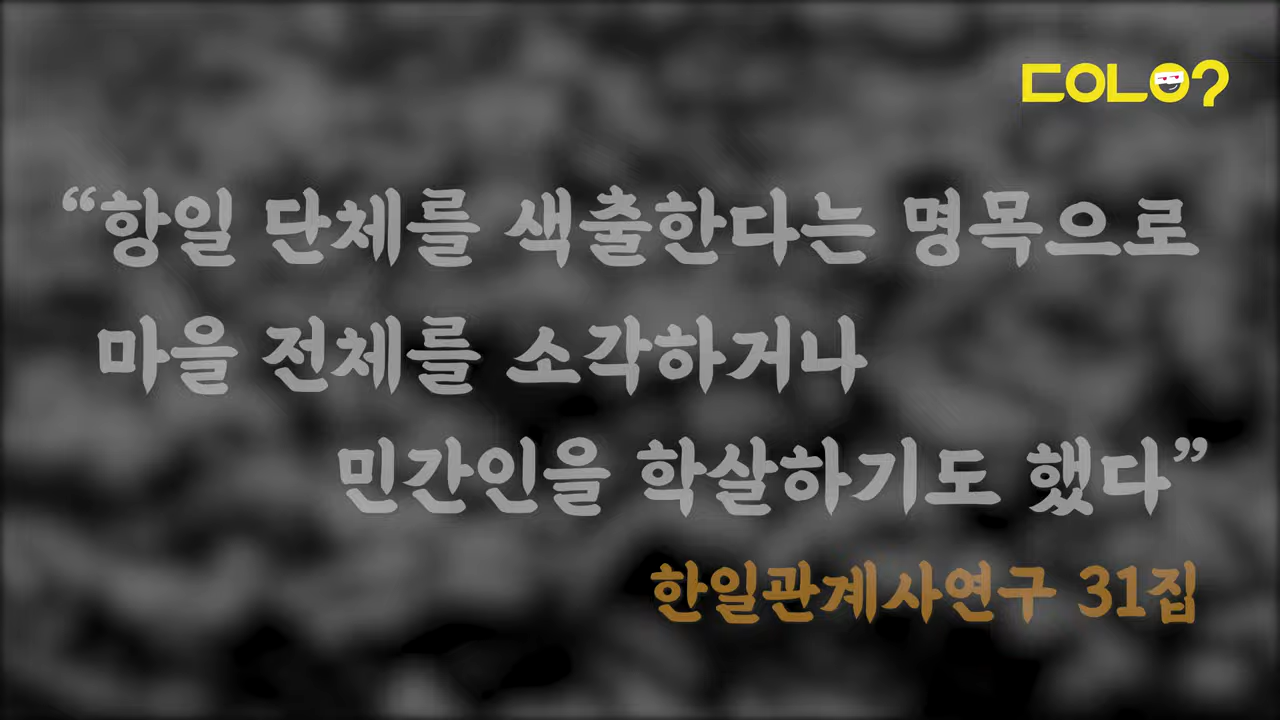 “항일 단체를 색출한다는 명목으로
마을 전체를 소각하거나
민간인을 학살하기도 했다”
한일관계사연구 31집